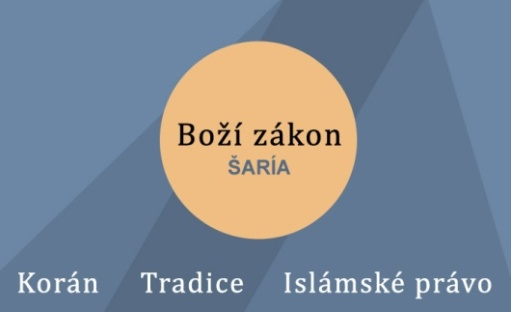 Boží zákon
ŠARÍA
Korán Tradice Islámské právo